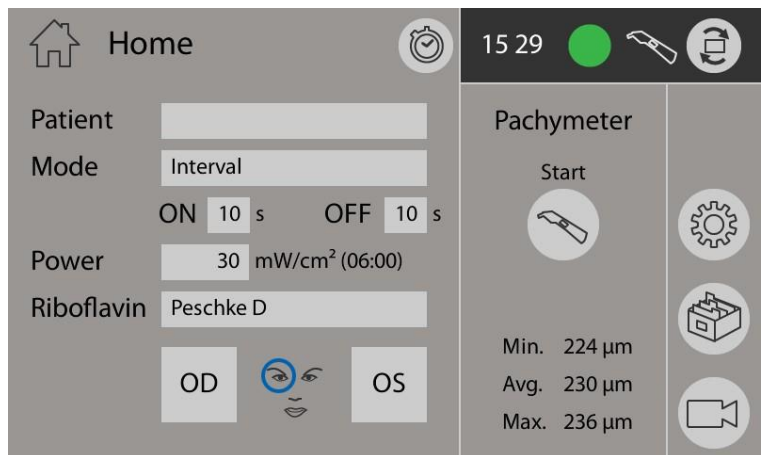 Home
15 29
Patient
Mode Interval
ON 10 s OFF 10 s
Power 30 mW/cm² (06:00)
Riboflavin Peschke D
OD OS
Pachymeter
Start
Min. 224 µm
Avg. 230 µm
Max. 236 µm